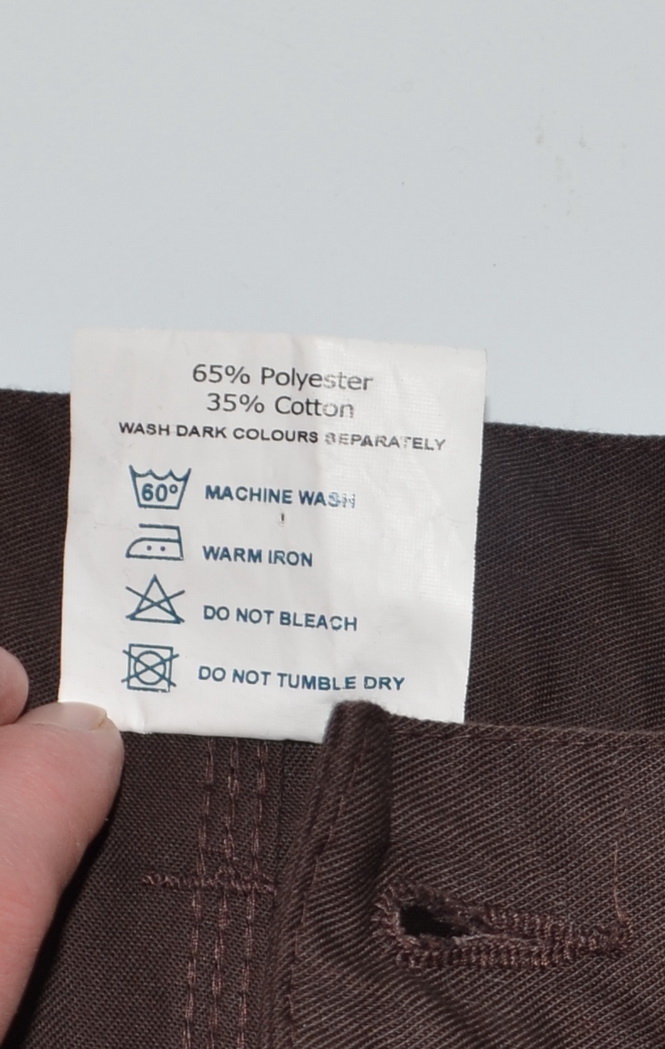 65% Polyester
35% Cotton
WASH DARK COLOURS SEPARATELY
60° MACHINE WASH
WARM IRON
DO NOT BLEACH
DO NOT TUMBLE DRY